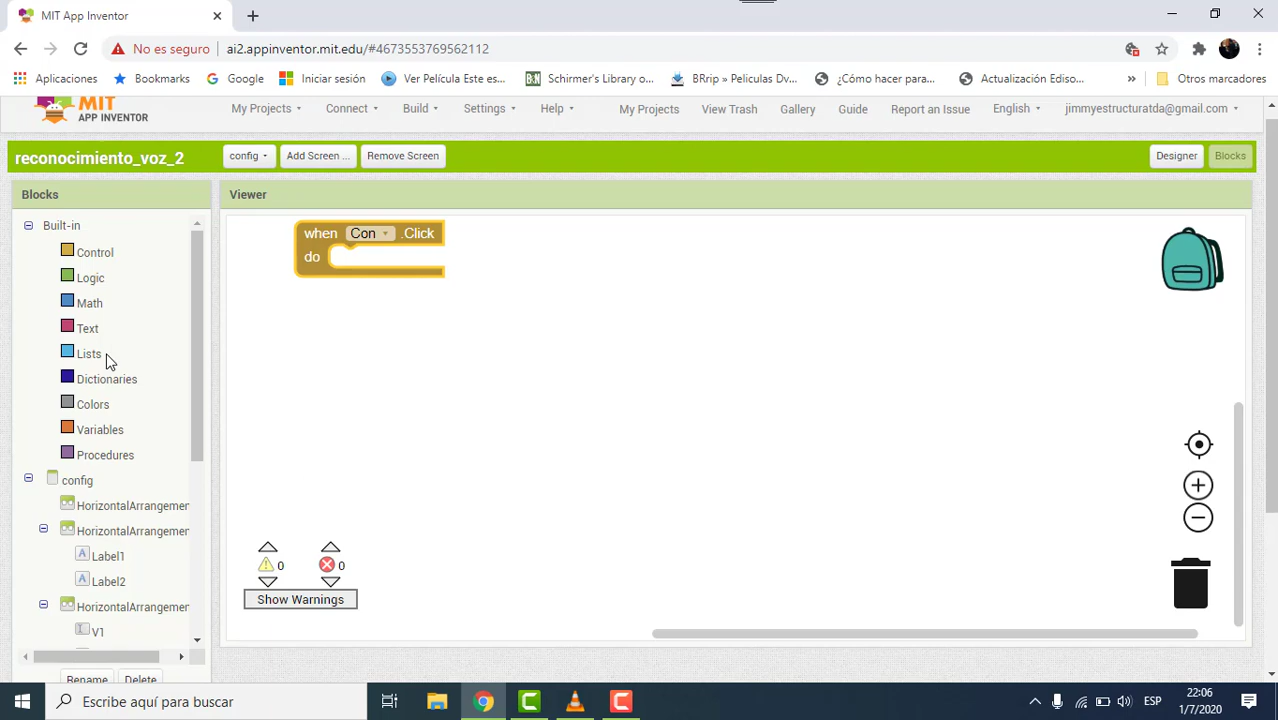 MIT App Inventor
No es seguro
ai2.appinventor.mit.edu/#4673553769562112
Aplicaciones
Bookmarks
Google
Iniciar sesión
Ver Película Este es...
Schirmer's Library o...
BRrip » Peliculas Dv...
¿Cómo hacer para...
Actualización Ediso...
»
Otros marcadores
MIT
APP INVENTOR
My Projects
Connect
Build
Settings
Help
My Projects
View Trash
Gallery
Guide
Report an Issue
English
jimmyestructuratda@gmail.com
reconocimiento_voz_2
config
Add Screen ...
Remove Screen
Designer
Blocks
Blocks
Viewer
Built-in
Control
Logic
Math
Text
Lists
Dictionaries
Colors
Variables
Procedures
config
HorizontalArrangemen
HorizontalArrangemen
Label1
Label2
HorizontalArrangemen
V1
Rename
Delete
when Con .Click
do
0
0
Show Warnings
Escribe aquí para buscar
ESP
22:06
1/7/2020